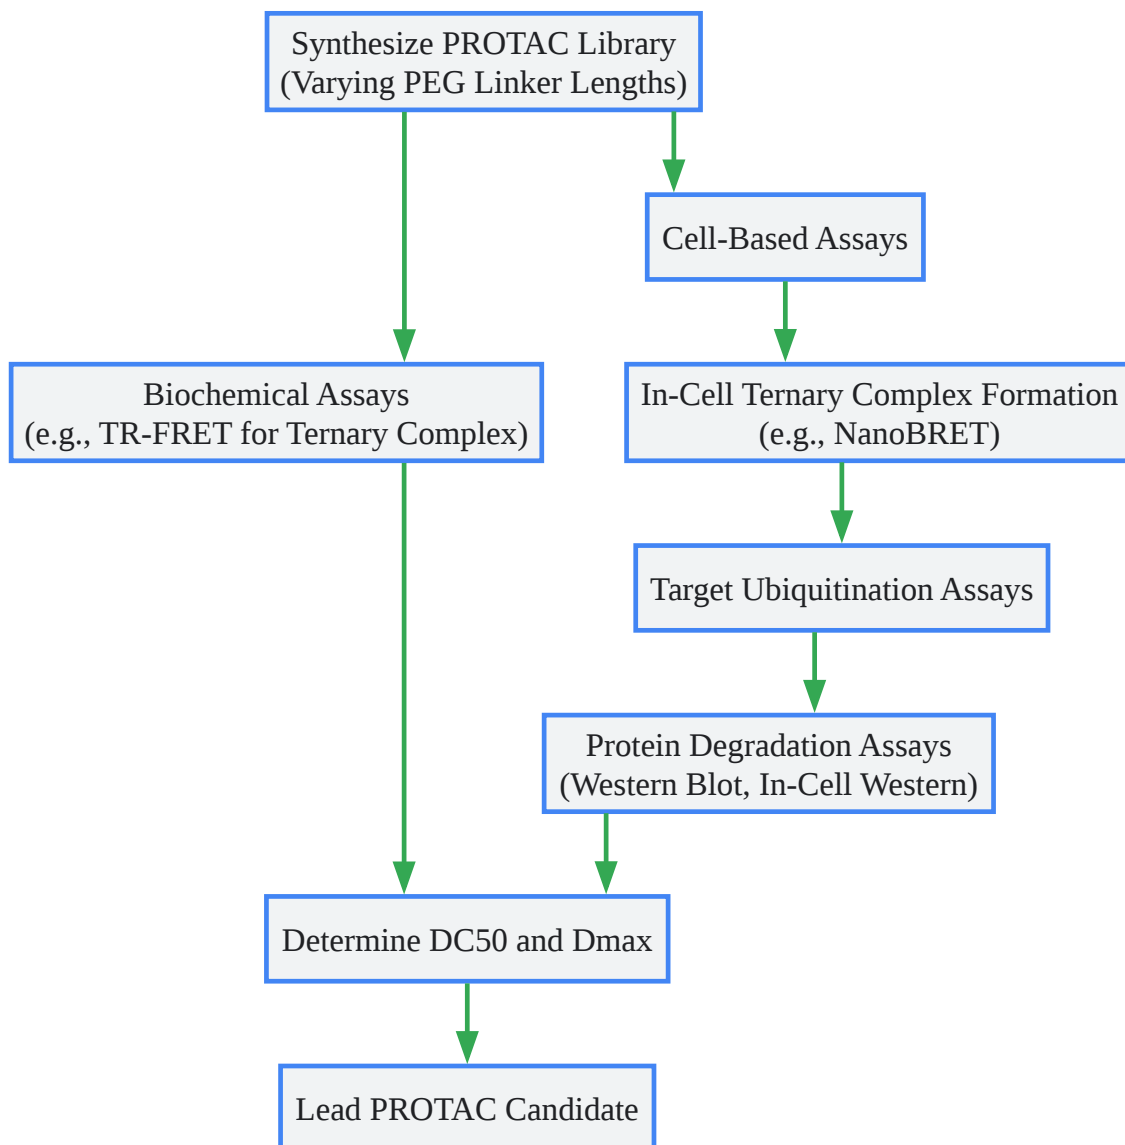 Synthesize PROTAC Library
(Varying PEG Linker Lengths)
Cell-Based Assays
Biochemical Assays
(e.g., TR-FRET for Ternary Complex)
In-Cell Ternary Complex Formation
(e.g., NanoBRET)
Target Ubiquitination Assays
Protein Degradation Assays
(Western Blot, In-Cell Western)
Determine DC50 and Dmax
Lead PROTAC Candidate